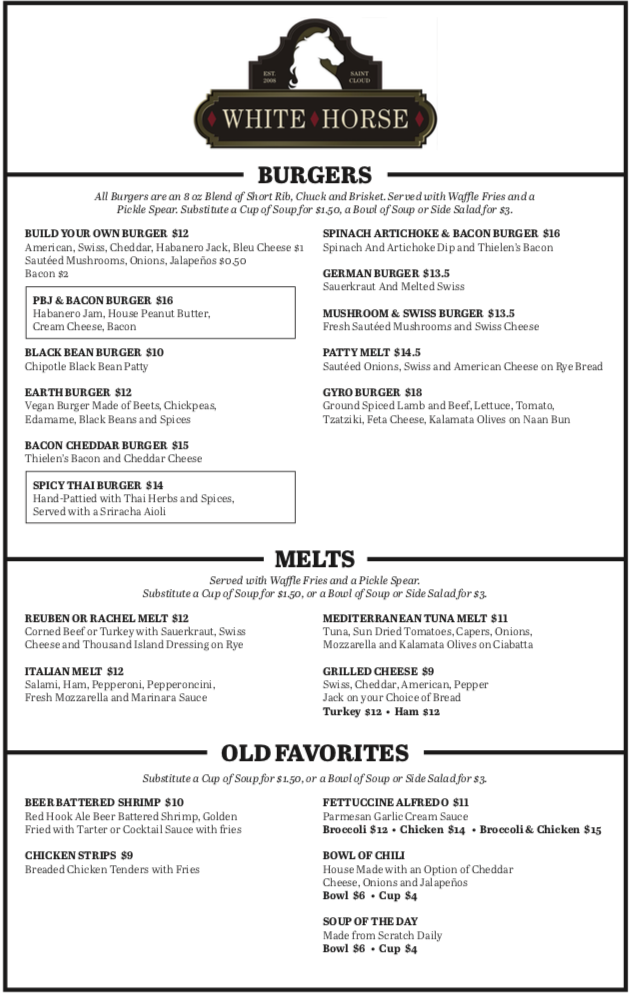 EST.
2006
SAINT
CLOUD
WHITE HORSE
BURGERS
All Burgers are an 8 oz Blend of Short Rib, Chuck and Brisket. Served with Waffle Fries and a
Pickle Spear. Substitute a Cup of Soup for $1.50, a Bowl of Soup or Side Salad for $3.
BUILD YOUR OWN BURGER $12
American, Swiss, Cheddar, Habanero Jack, Bleu Cheese $1
Sautéed Mushrooms, Onions, Jalapeños $0.50
Bacon $2
PBJ & BACON BURGER $16
Habanero Jam, House Peanut Butter,
Cream Cheese, Bacon
BLACK BEAN BURGER $10
Chipotle Black Bean Patty
EARTH BURGER $12
Vegan Burger Made of Beets, Chickpeas,
Edamame, Black Beans and Spices
BACON CHEDDAR BURGER $15
Thielen's Bacon and Cheddar Cheese
SPICY THAI BURGER $14
Hand-Pattied with Thai Herbs and Spices,
Served with a Sriracha Aioli
SPINACH ARTICHOKE & BACON BURGER $16
Spinach And Artichoke Dip and Thielen's Bacon
GERMAN BURGER $13.5
Sauerkraut And Melted Swiss
MUSHROOM & SWISS BURGER $13.5
Fresh Sautéed Mushrooms and Swiss Cheese
PATTY MELT $14.5
Sautéed Onions, Swiss and American Cheese on Rye Bread
GYRO BURGER $18
Ground Spiced Lamb and Beef, Lettuce, Tomato,
Tzatziki, Feta Cheese, Kalamata Olives on Naan Bun
MELTS
Served with Waffle Fries and a Pickle Spear.
Substitute a Cup of Soup for $1.50, or a Bowl of Soup or Side Salad for $3.
REUBEN OR RACHEL MELT $12
Corned Beef or Turkey with Sauerkraut, Swiss
Cheese and Thousand Island Dressing on Rye
ITALIAN MELT $12
Salami, Ham, Pepperoni, Pepperoncini,
Fresh Mozzarella and Marinara Sauce
MEDITERRANEAN TUNA MELT $11
Tuna, Sun Dried Tomatoes, Capers, Onions,
Mozzarella and Kalamata Olives on Ciabatta
GRILLED CHEESE $9
Swiss, Cheddar, American, Pepper
Jack on your Choice of Bread
Turkey $12 • Ham $12
OLD FAVORITES
Substitute a Cup of Soup for $1.50, or a Bowl of Soup or Side Salad for $3.
BEER BATTERED SHRIMP $10
Red Hook Ale Beer Battered Shrimp, Golden
Fried with Tarter or Cocktail Sauce with fries
CHICKEN STRIPS $9
Breaded Chicken Tenders with Fries
FETTUCCINE ALFREDO $11
Parmesan Garlic Cream Sauce
Broccoli $12 • Chicken $14 • Broccoli & Chicken $15
BOWL OF CHILI
House Made with an Option of Cheddar
Cheese, Onions and Jalapeños
Bowl $6 • Cup $4
SOUP OF THE DAY
Made from Scratch Daily
Bowl $6 • Cup $4